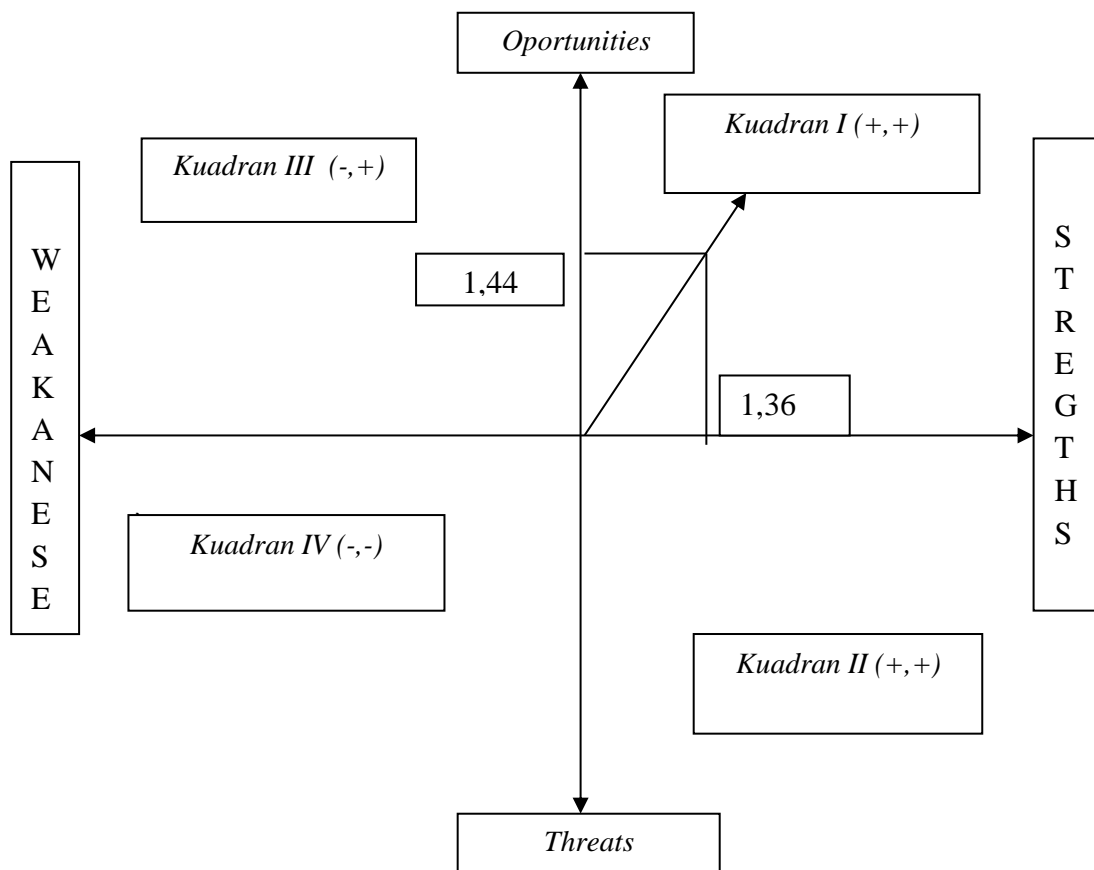 Oportunities
Kuadran I (+,+)
Kuadran III (-,+)
W
E
A
K
A
N
E
S
E
S
T
R
E
G
T
H
S
1,44
1,36
Kuadran IV (-,-)
Kuadran II (+,+)
Threats